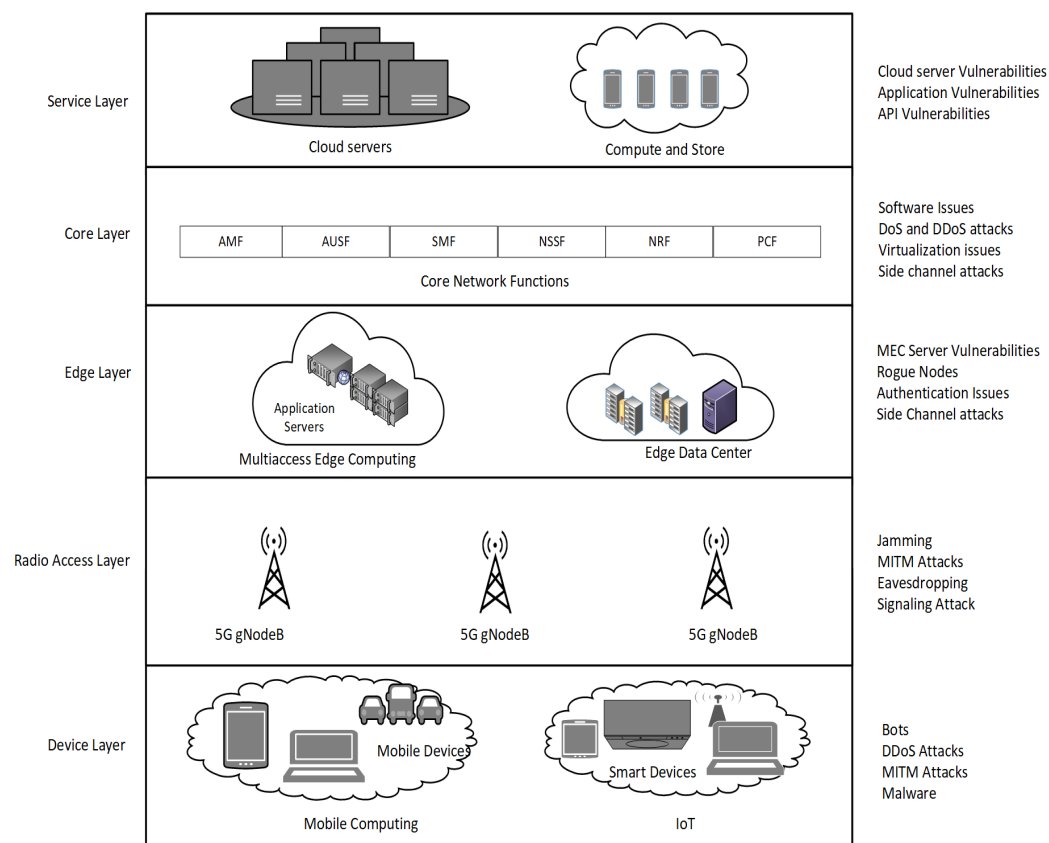 Service Layer
Cloud servers
Compute and Store
Cloud server Vulnerabilities
Application Vulnerabilities
API Vulnerabilities
Core Layer
AMF
AUSF
SMF
NSSF
NRF
PCF
Core Network Functions
Software Issues
DoS and DDoS attacks
Virtualization issues
Side channel attacks
Edge Layer
Application
Servers
Multiaccess Edge Computing
Edge Data Center
MEC Server Vulnerabilities
Rogue Nodes
Authentication Issues
Side Channel attacks
Radio Access Layer
5G gNodeB
5G gNodeB
5G gNodeB
Jamming
MITM Attacks
Eavesdropping
Signaling Attack
Device Layer
Mobile Devices
Mobile Computing
Smart Devices
IoT
Bots
DDoS Attacks
MITM Attacks
Malware